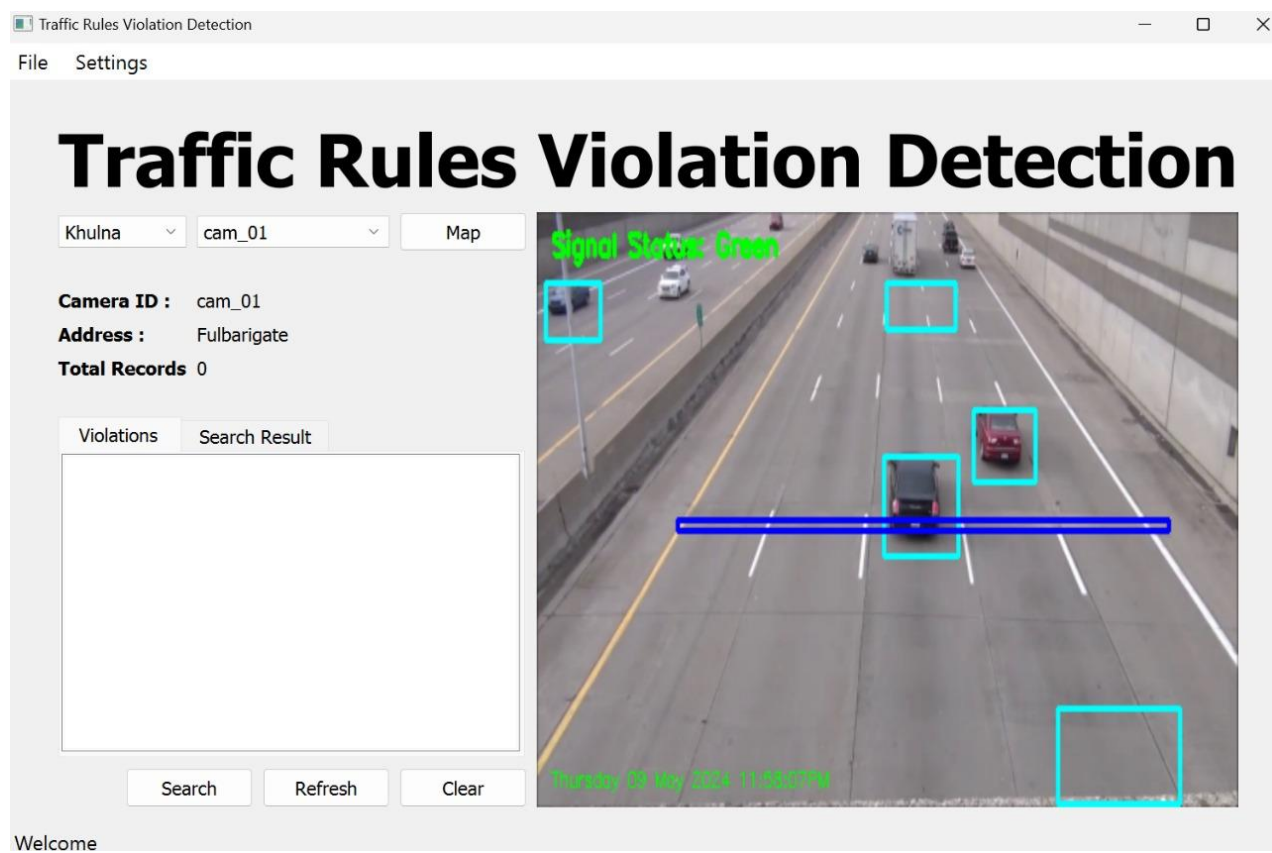 Traffic Rules Violation Detection
File Settings
Traffic Rules Violation Detection
Khulna cam_01 Map
Signal Status: Green
Camera ID : cam_01
Address : Fulbarigate
Total Records 0
Violations Search Result
Search Refresh Clear
Thursday 09 May 2024 11:58:07PM
Welcome